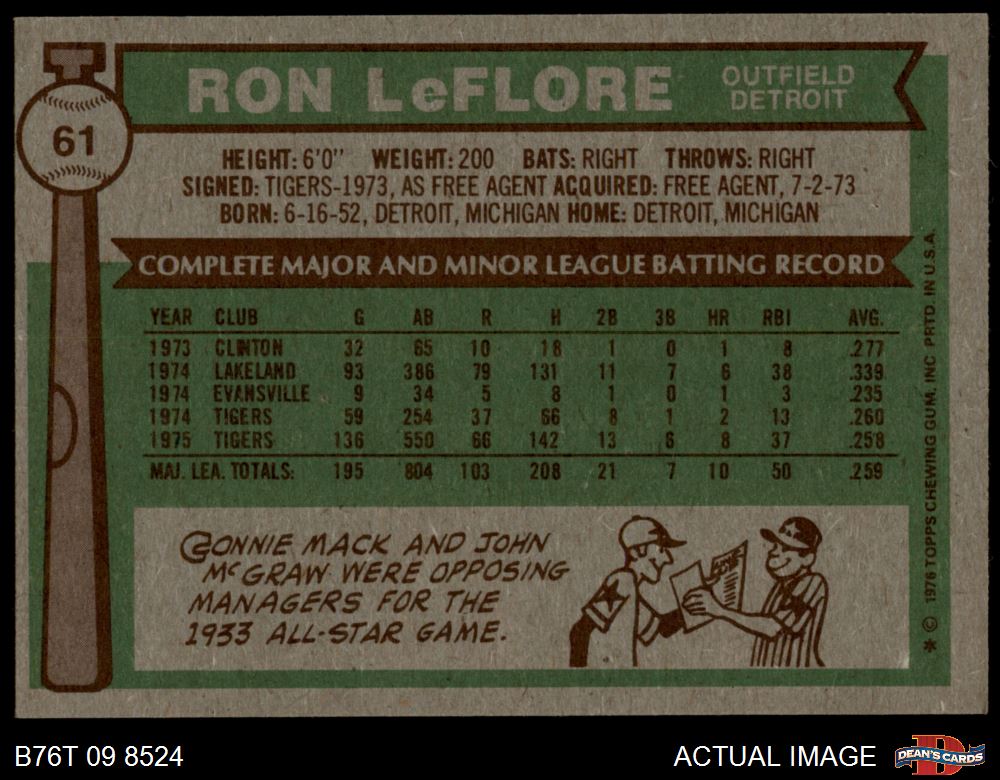 61
RON LeFLORE
OUTFIELD
DETROIT
HEIGHT: 6'0" WEIGHT: 200 BATS: RIGHT THROWS: RIGHT
SIGNED: TIGERS-1973, AS FREE AGENT ACQUIRED: FREE AGENT, 7-2-73
BORN: 6-16-52, DETROIT, MICHIGAN HOME: DETROIT, MICHIGAN
COMPLETE MAJOR AND MINOR LEAGUE BATTING RECORD
YEAR CLUB G AB R H 2B 3B HR RBI AVG.
1973 CLINTON 32 65 10 18 1 0 1 8 .277
1974 LAKELAND 93 386 79 131 11 7 6 38 .339
1974 EVANSVILLE 9 34 5 8 1 0 1 3 .235
1974 TIGERS 59 254 37 66 8 1 2 13 .260
1975 TIGERS 136 550 66 142 13 6 8 37 .258
MAJ. LEA. TOTALS: 195 804 103 208 21 7 10 50 .259
CONNIE MACK AND JOHN
McGRAW WERE OPPOSING
MANAGERS FOR THE
1933 ALL-STAR GAME.
* © 1976 TOPPS CHEWING GUM, INC PRTD IN U.S.A.
B76T 09 8524
ACTUAL IMAGE
DEAN'S CARDS